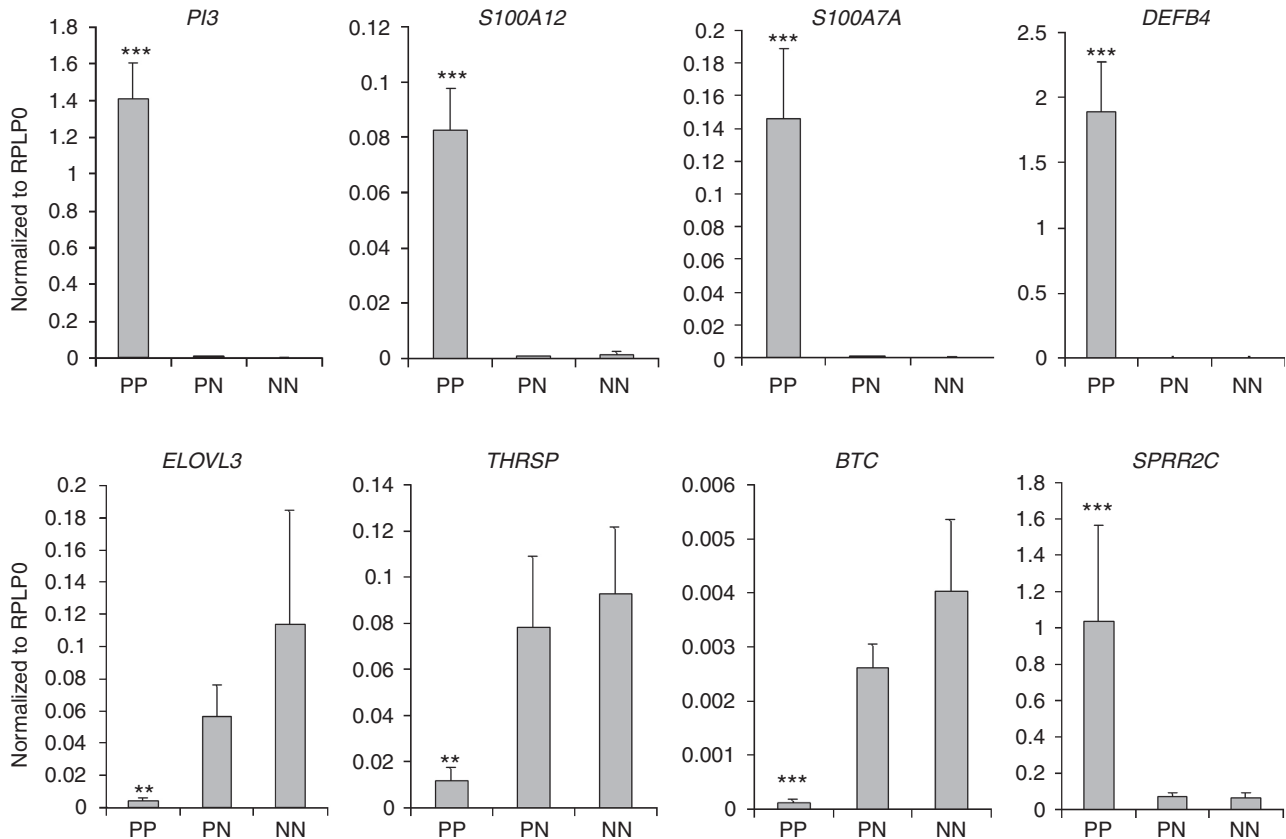 PI3
S100A12
S100A7A
DEFB4
Normalized to RPLP0
1.8
1.6
1.4
1.2
1
0.8
0.6
0.4
0.2
0
***
PP
PN
NN
0.12
0.1
0.08
0.06
0.04
0.02
0
***
PP
PN
NN
0.2
0.18
0.16
0.14
0.12
0.1
0.08
0.06
0.04
0.02
0
***
PP
PN
NN
2.5
2
1.5
1
0.5
0
***
PP
PN
NN
ELOVL3
THRSP
BTC
SPRR2C
Normalized to RPLP0
0.2
0.18
0.16
0.14
0.12
0.1
0.08
0.06
0.04
0.02
0
**
PP
PN
NN
0.14
0.12
0.1
0.08
0.06
0.04
0.02
0
**
PP
PN
NN
0.006
0.005
0.004
0.003
0.002
0.001
0
***
PP
PN
NN
1.8
1.6
1.4
1.2
1
0.8
0.6
0.4
0.2
0
***
PP
PN
NN